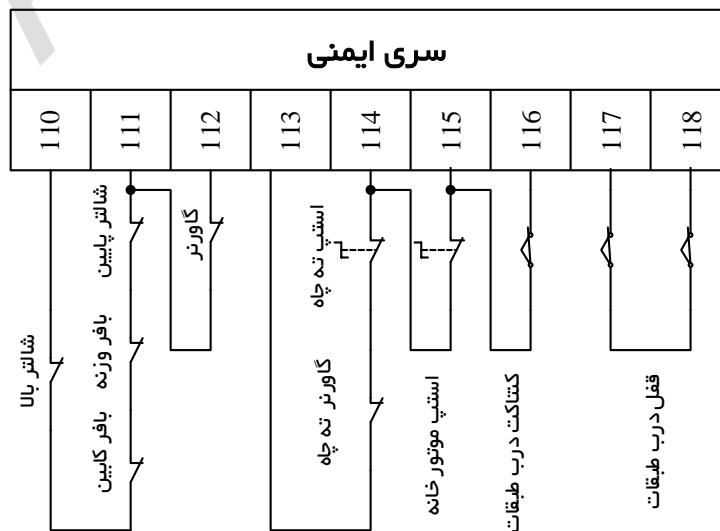 سری ایمنی
110 111 112 113 114 115 116 117 118
شالتر بالا
شالتر پایین
بافر وزنه
بافر کابین
گاورنر
استپ ته چاه
گاورنر ته چاه
استپ موتور خانه
کنتاکت درب طبقات
قفل درب طبقات